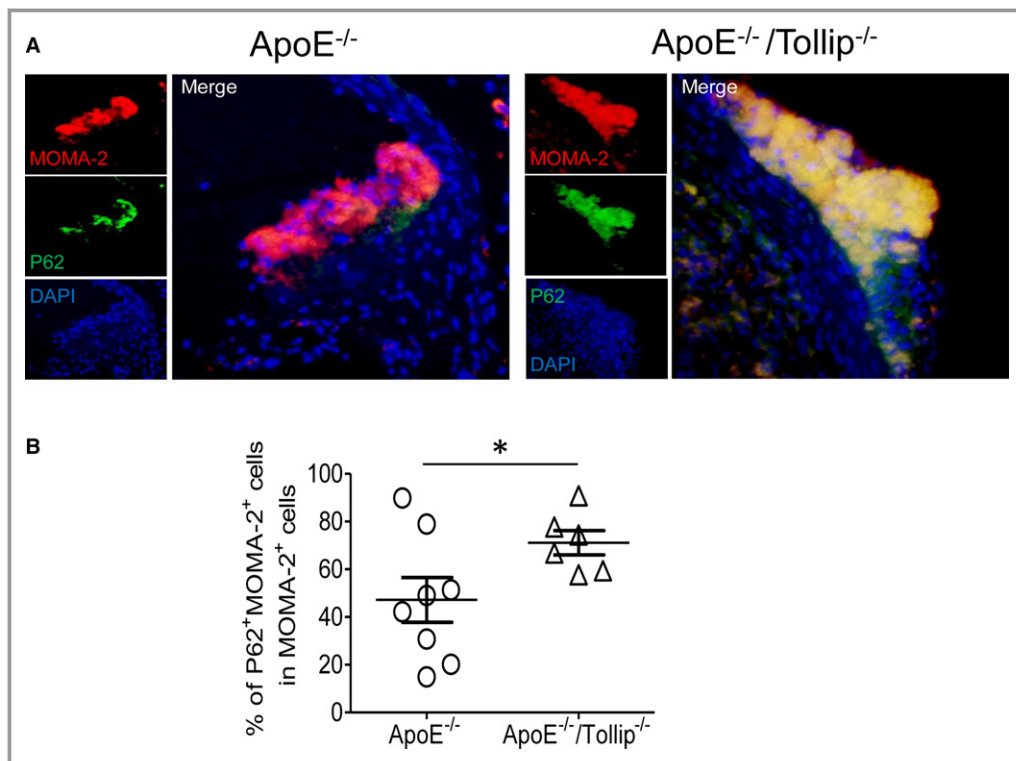 A
ApoE-/-
ApoE-/-/Tollip-/-
MOMA-2
P62
DAPI
Merge
MOMA-2
P62
DAPI
Merge
B
% of P62+MOMA-2+ cells
in MOMA-2+ cells
*
100
80
60
40
20
0
ApoE-/-
ApoE-/-/Tollip-/-